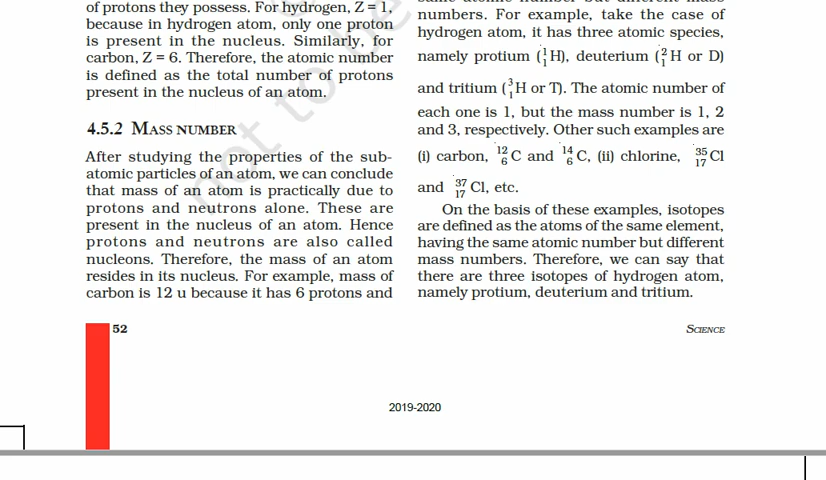 of protons they possess. For hydrogen, Z = 1,
because in hydrogen atom, only one proton
is present in the nucleus. Similarly, for
carbon, Z = 6. Therefore, the atomic number
is defined as the total number of protons
present in the nucleus of an atom.
4.5.2 MASS NUMBER
After studying the properties of the sub-
atomic particles of an atom, we can conclude
that mass of an atom is practically due to
protons and neutrons alone. These are
present in the nucleus of an atom. Hence
protons and neutrons are also called
nucleons. Therefore, the mass of an atom
resides in its nucleus. For example, mass of
carbon is 12 u because it has 6 protons and
numbers. For example, take the case of
hydrogen atom, it has three atomic species,
namely protium (¹₁H), deuterium (²₁H or D)
and tritium (³₁H or T). The atomic number of
each one is 1, but the mass number is 1, 2
and 3, respectively. Other such examples are
(i) carbon, ¹²₆C and ¹⁴₆C, (ii) chlorine, ³⁵₁₇Cl
and ³⁷₁₇Cl, etc.
On the basis of these examples, isotopes
are defined as the atoms of the same element,
having the same atomic number but different
mass numbers. Therefore, we can say that
there are three isotopes of hydrogen atom,
namely protium, deuterium and tritium.
52
SCIENCE
2019-2020
not to be